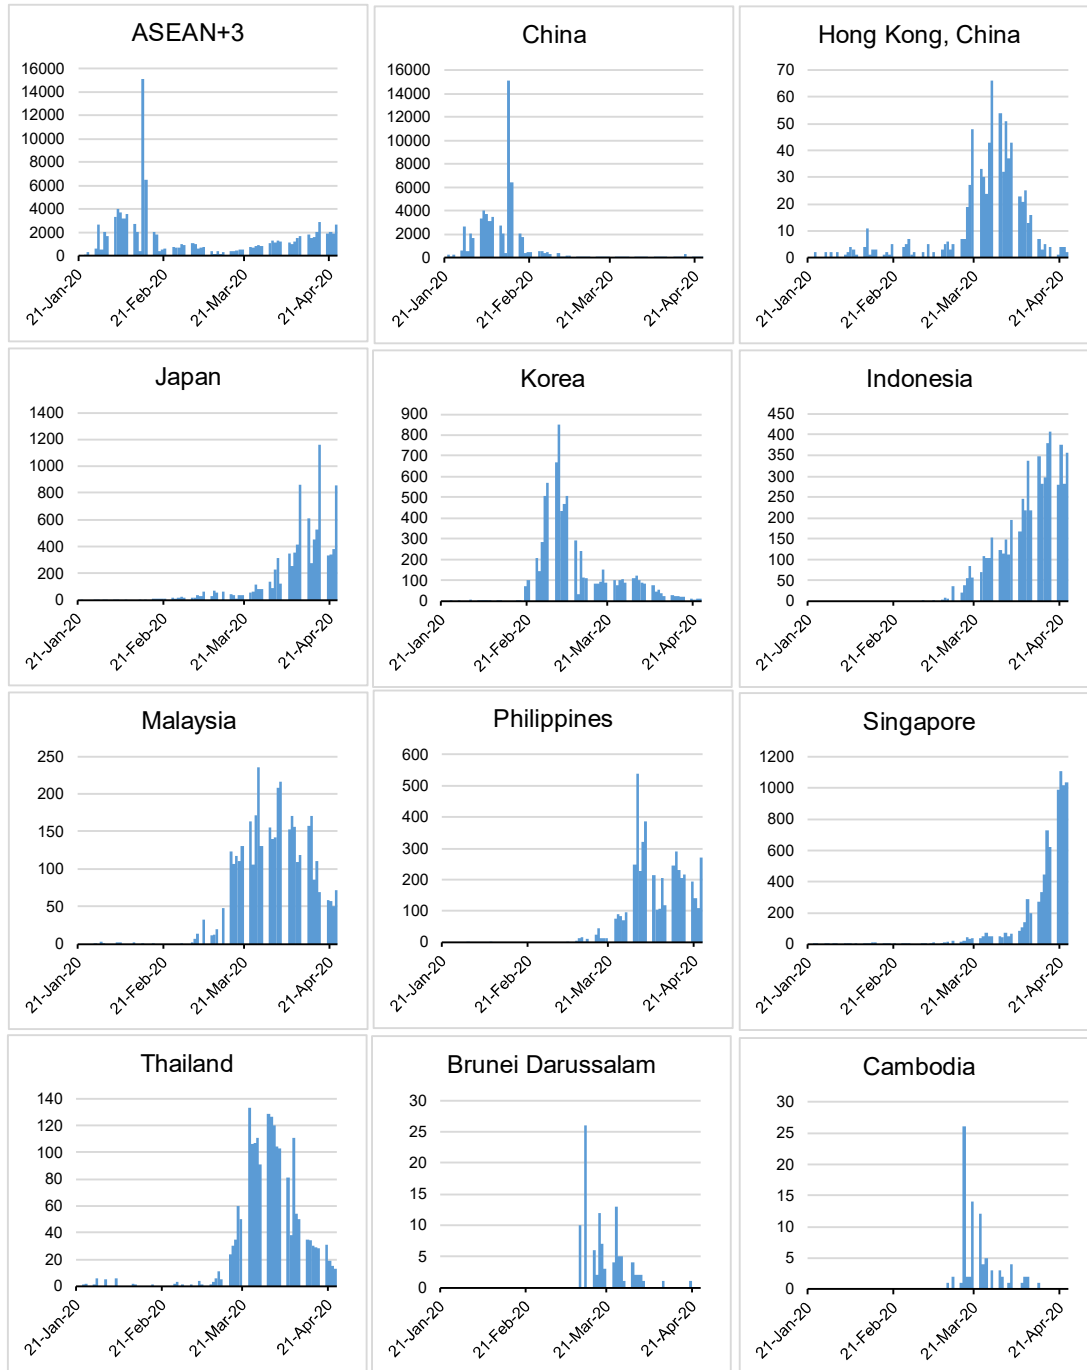 ASEAN+3
16000
14000
12000
10000
8000
6000
4000
2000
0
21-Jan-20
21-Feb-20
21-Mar-20
21-Apr-20
China
16000
14000
12000
10000
8000
6000
4000
2000
0
21-Jan-20
21-Feb-20
21-Mar-20
21-Apr-20
Hong Kong, China
70
60
50
40
30
20
10
0
21-Jan-20
21-Feb-20
21-Mar-20
21-Apr-20
Japan
1400
1200
1000
800
600
400
200
0
21-Jan-20
21-Feb-20
21-Mar-20
21-Apr-20
Korea
900
800
700
600
500
400
300
200
100
0
21-Jan-20
21-Feb-20
21-Mar-20
21-Apr-20
Indonesia
450
400
350
300
250
200
150
100
50
0
21-Jan-20
21-Feb-20
21-Mar-20
21-Apr-20
Malaysia
250
200
150
100
50
0
21-Jan-20
21-Feb-20
21-Mar-20
21-Apr-20
Philippines
600
500
400
300
200
100
0
21-Jan-20
21-Feb-20
21-Mar-20
21-Apr-20
Singapore
1200
1000
800
600
400
200
0
21-Jan-20
21-Feb-20
21-Mar-20
21-Apr-20
Thailand
140
120
100
80
60
40
20
0
21-Jan-20
21-Feb-20
21-Mar-20
21-Apr-20
Brunei Darussalam
30
25
20
15
10
5
0
21-Jan-20
21-Feb-20
21-Mar-20
21-Apr-20
Cambodia
30
25
20
15
10
5
0
21-Jan-20
21-Feb-20
21-Mar-20
21-Apr-20